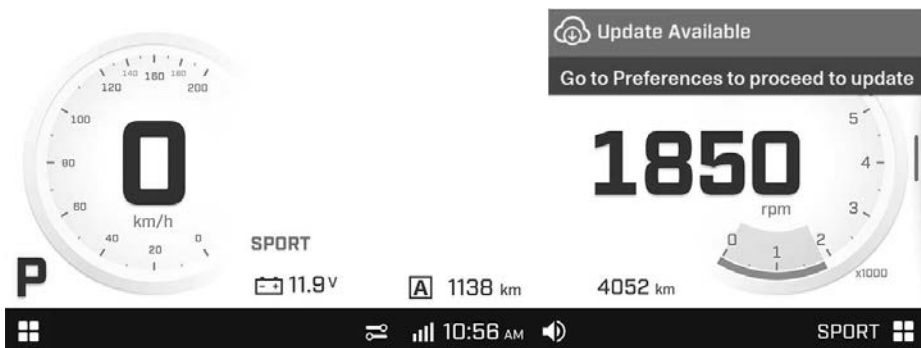 Update Available
Go to Preferences to proceed to update
0
km/h
0
20
40
60
80
100
120
140
160
180
200
1850
rpm
0
1
2
3
4
5
x1000
SPORT
P
11.9 V
A 1138 km
4052 km
10:56 AM
SPORT